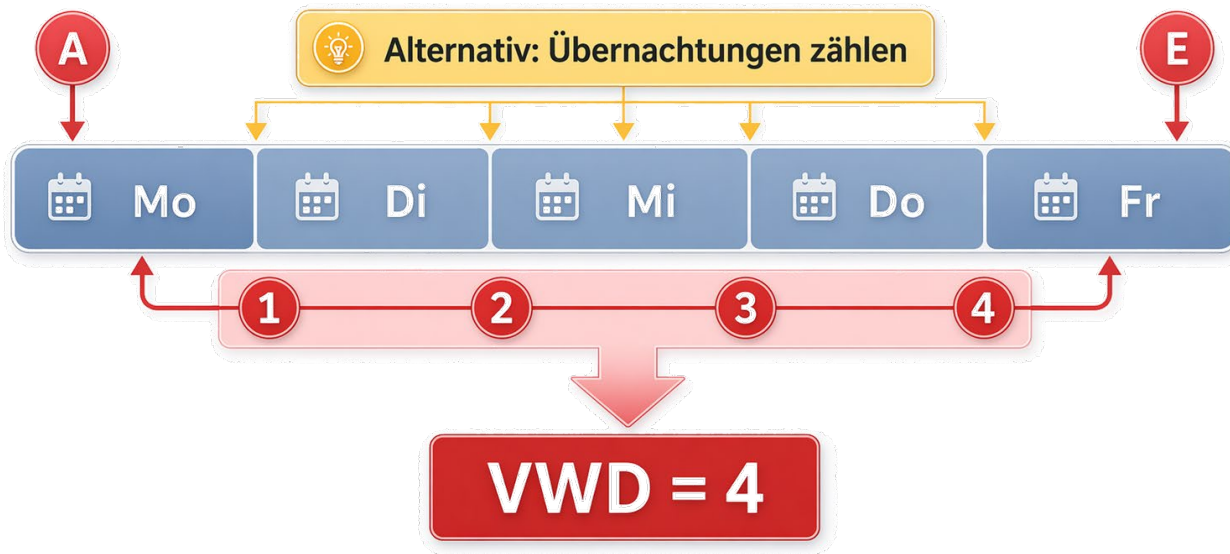 A
Alternativ: Übernachtungen zählen
E
Mo
Di
Mi
Do
Fr
1
2
3
4
VWD = 4